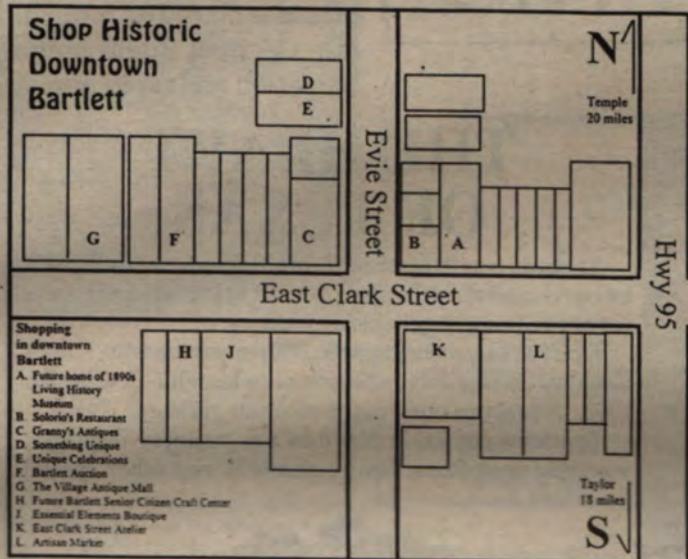 Shop Historic
Downtown
Bartlett
D
E
G
F
C
Evie Street
N
Temple
20 miles
B
A
Hwy 95
East Clark Street
Shopping
in downtown
Bartlett
A. Future home of 1890s
Living History
Museum
B. Solorio's Restaurant
C. Granny's Antiques
D. Something Unique
E. Unique Celebrations
F. Bartlett Auction
G. The Village Antique Mall
H. Future Bartlett Senior Citizen Craft Center
J. Essential Elements Boutique
K. East Clark Street Atelier
L. Artisan Market
H
J
K
L
Taylor
18 miles
S